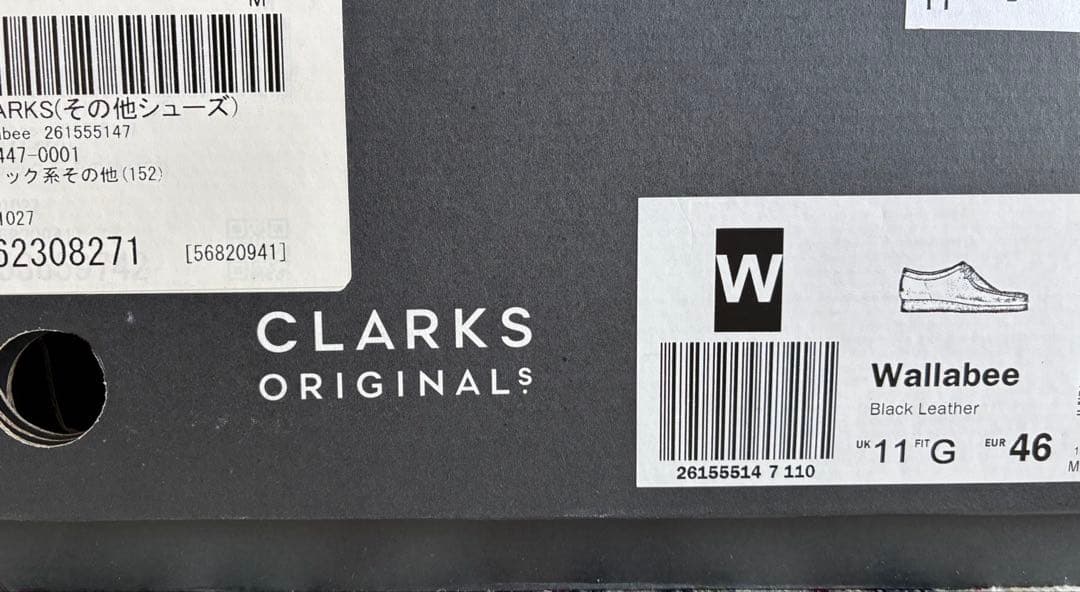 M
ARKS(その他シューズ)
bee 261555147
447-0001
ック系その他(152)
1027
62308271
[56820941]
CLARKS
ORIGINALS.
W
Wallabee
Black Leather
UK 11 FIT G EUR 46
26155514 7 110